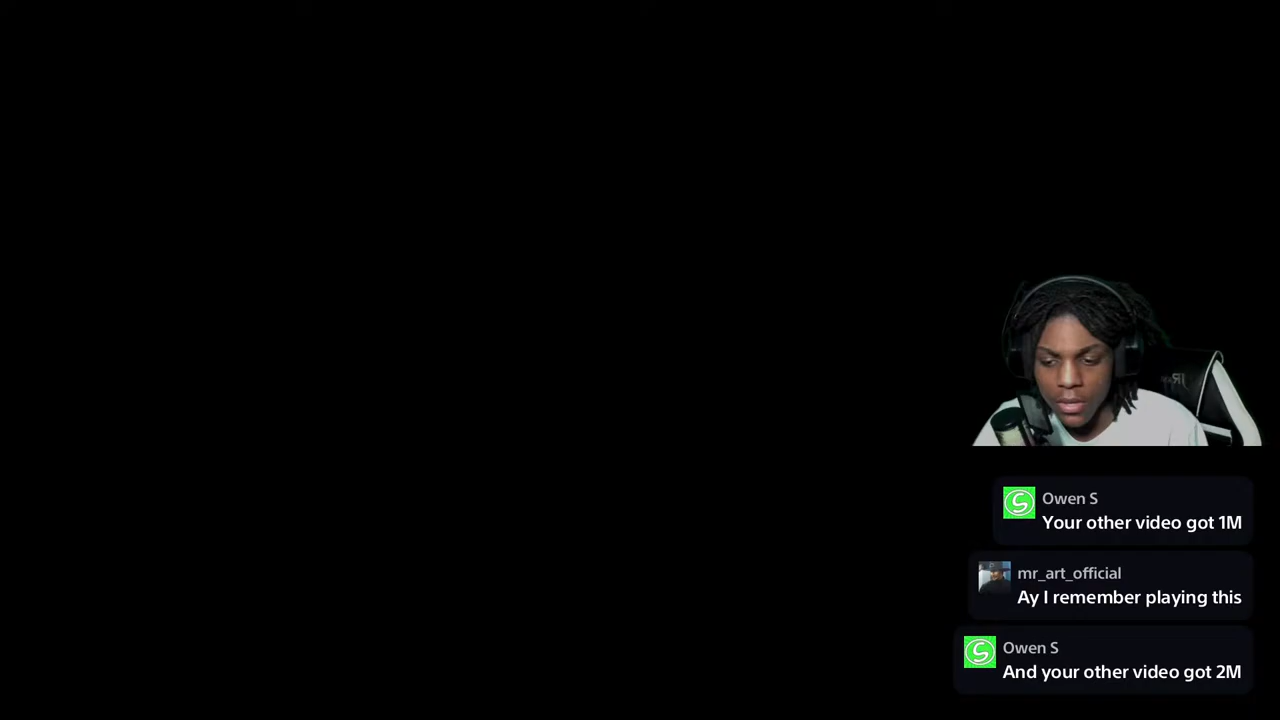 Owen S
Your other video got 1M
mr_art_official
Ay I remember playing this
Owen S
And your other video got 2M